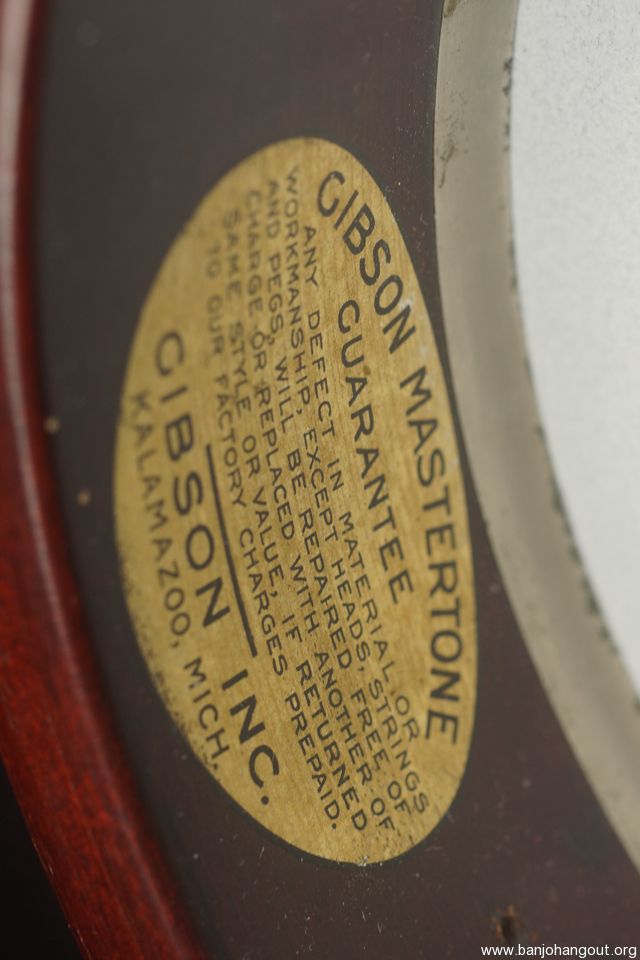 GIBSON MASTERTONE
GUARANTEE
ANY DEFECT IN MATERIAL OR
WORKMANSHIP, EXCEPT HEADS, STRINGS
AND PEGS, WILL BE REPAIRED FREE OF
CHARGE OR REPLACED WITH ANOTHER OF
SAME STYLE OR VALUE, IF RETURNED
TO OUR FACTORY CHARGES PREPAID.
GIBSON INC.
KALAMAZOO, MICH.
www.banjohangout.org